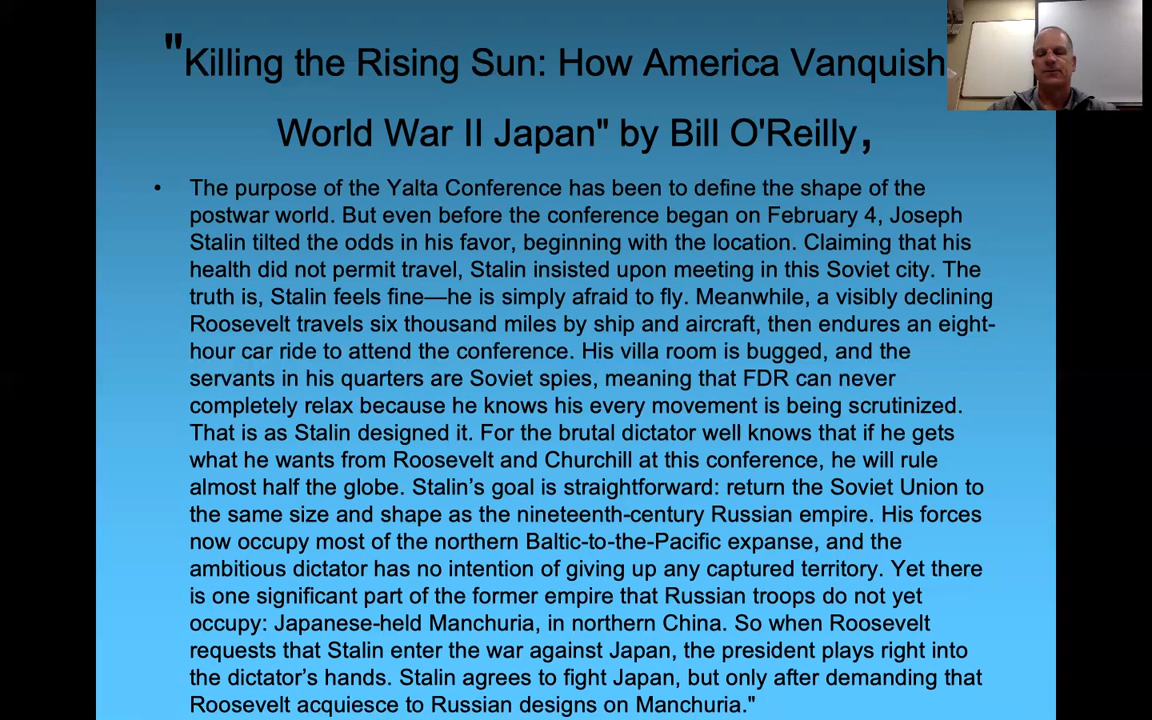 "Killing the Rising Sun: How America Vanquish
World War II Japan" by Bill O'Reilly,
• The purpose of the Yalta Conference has been to define the shape of the
postwar world. But even before the conference began on February 4, Joseph
Stalin tilted the odds in his favor, beginning with the location. Claiming that his
health did not permit travel, Stalin insisted upon meeting in this Soviet city. The
truth is, Stalin feels fine—he is simply afraid to fly. Meanwhile, a visibly declining
Roosevelt travels six thousand miles by ship and aircraft, then endures an eight-
hour car ride to attend the conference. His villa room is bugged, and the
servants in his quarters are Soviet spies, meaning that FDR can never
completely relax because he knows his every movement is being scrutinized.
That is as Stalin designed it. For the brutal dictator well knows that if he gets
what he wants from Roosevelt and Churchill at this conference, he will rule
almost half the globe. Stalin’s goal is straightforward: return the Soviet Union to
the same size and shape as the nineteenth-century Russian empire. His forces
now occupy most of the northern Baltic-to-the-Pacific expanse, and the
ambitious dictator has no intention of giving up any captured territory. Yet there
is one significant part of the former empire that Russian troops do not yet
occupy: Japanese-held Manchuria, in northern China. So when Roosevelt
requests that Stalin enter the war against Japan, the president plays right into
the dictator’s hands. Stalin agrees to fight Japan, but only after demanding that
Roosevelt acquiesce to Russian designs on Manchuria."